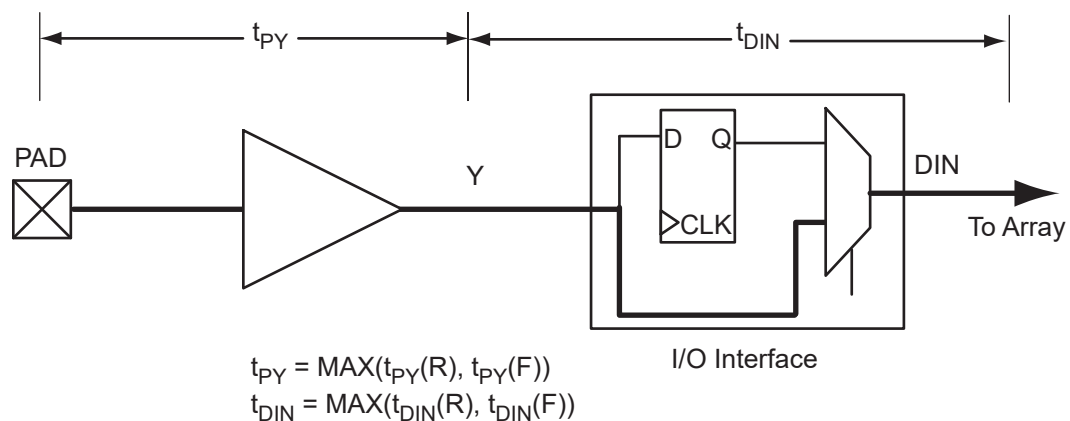 tPY
tDIN
PAD
Y
D Q
CLK
DIN
To Array
I/O Interface
tPY = MAX(tPY(R), tPY(F))
tDIN = MAX(tDIN(R), tDIN(F))